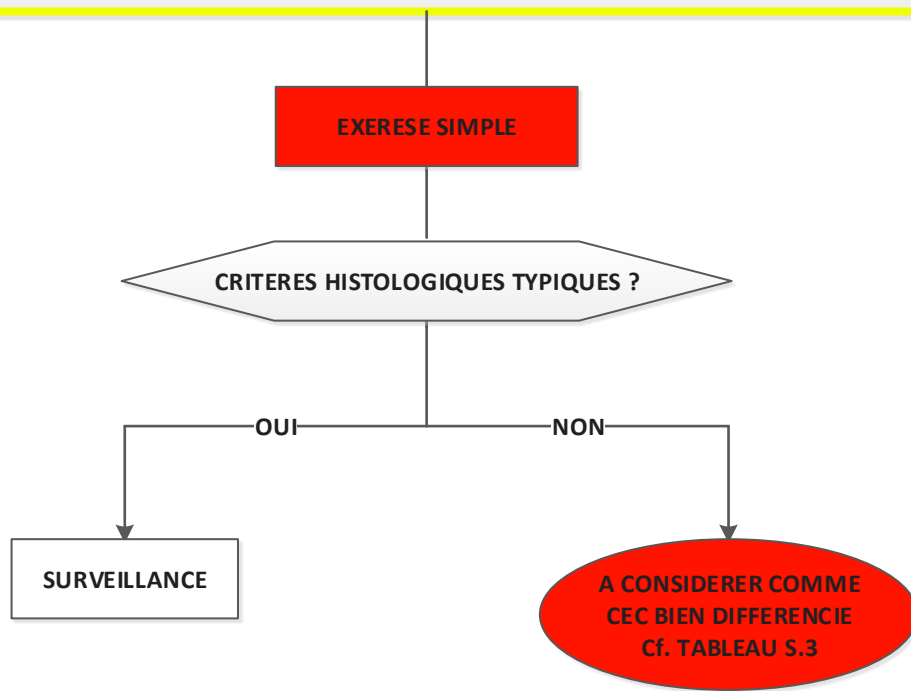 EXERESE SIMPLE
CRITERES HISTOLOGIQUES TYPIQUES ?
OUI
NON
SURVEILLANCE
A CONSIDERER COMME
CEC BIEN DIFFERENCIE
Cf. TABLEAU S.3